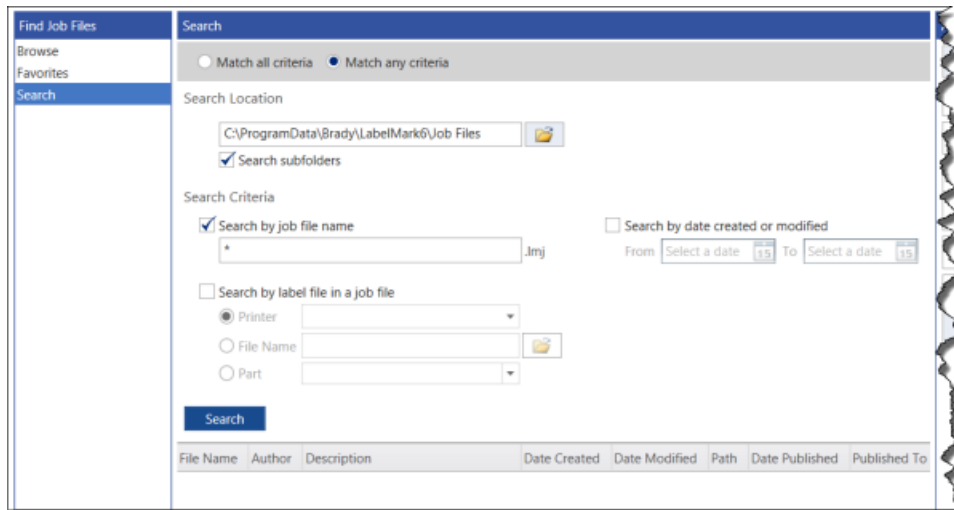 Find Job Files
Browse
Favorites
Search
Search
Match all criteria Match any criteria
Search Location
C:\ProgramData\Brady\LabelMark6\Job Files
Search subfolders
Search Criteria
Search by job file name
* .lmj
Search by date created or modified
From Select a date 15 To Select a date 15
Search by label file in a job file
Printer
File Name
Part
Search
File Name Author Description Date Created Date Modified Path Date Published Published To